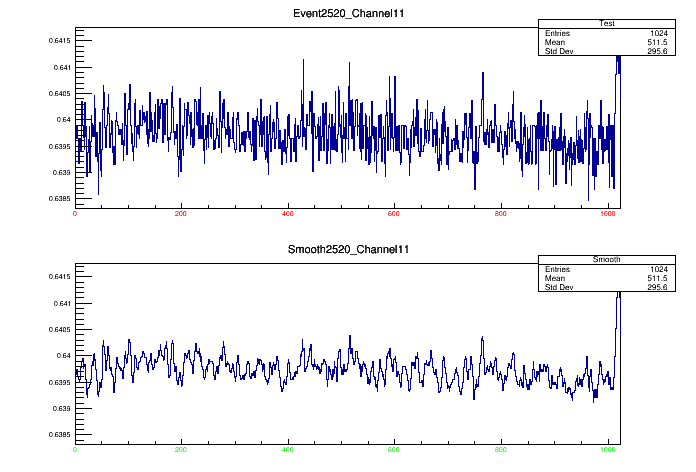 Event2520_Channel11
Test
Entries 1024
Mean 511.5
Std Dev 295.6
0.6415
0.641
0.6405
0.64
0.6395
0.639
0.6385
0 200 400 600 800 1000
Smooth2520_Channel11
Smooth
Entries 1024
Mean 511.5
Std Dev 295.6
0.6415
0.641
0.6405
0.64
0.6395
0.639
0.6385
0 200 400 600 800 1000